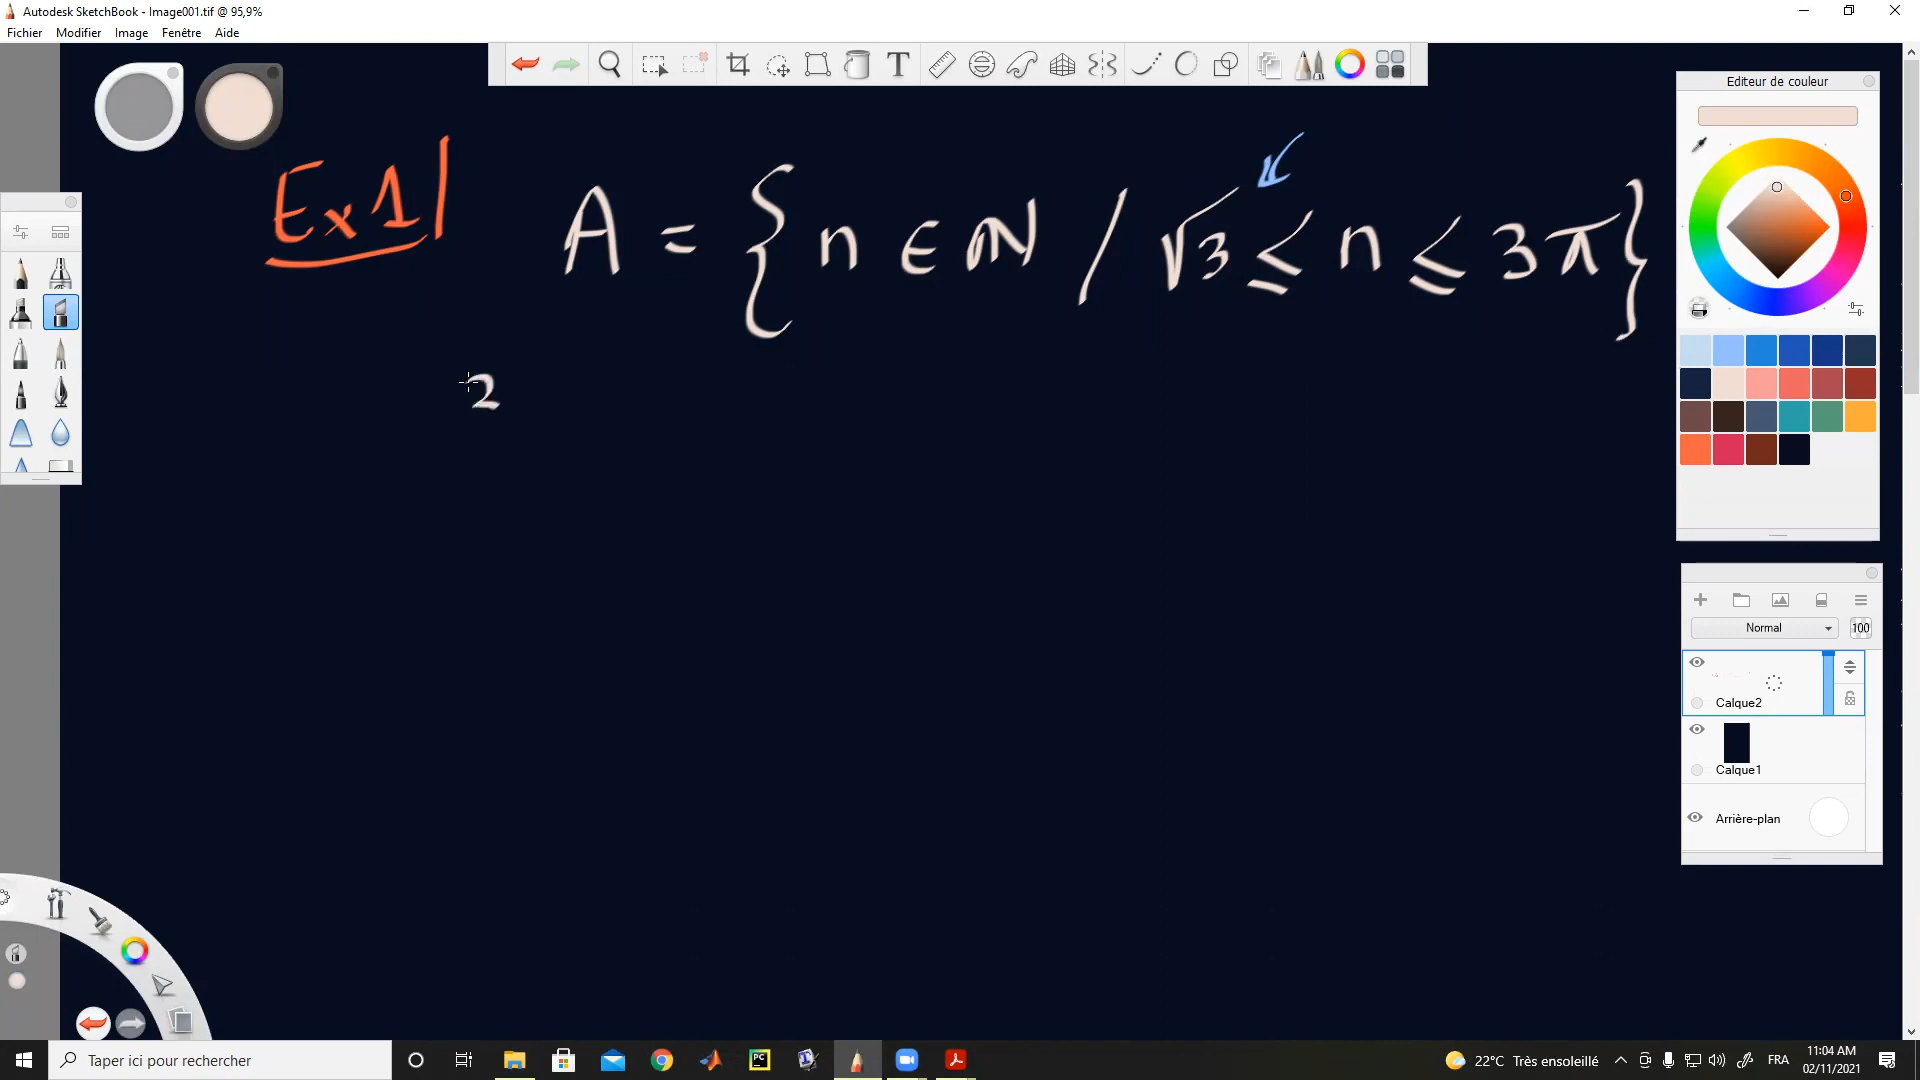 Autodesk SketchBook - Image001.tif @ 95,9%
Fichier Modifier Image Fenêtre Aide
Editeur de couleur
Ex1
A = { n ∈ ℕ / √3 ≤ n ≤ 3π }
2
Normal 100
Calque2
Calque1
Arrière-plan
Taper ici pour rechercher
PC
22°C Très ensoleillé
FRA
11:04 AM
02/11/2021